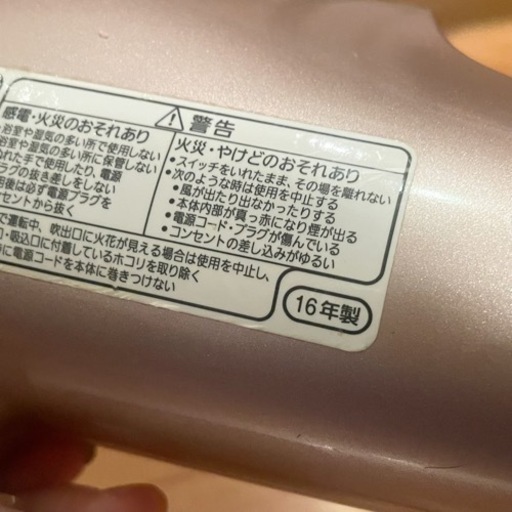 警告
感電・火災のおそれあり
浴室や湿気の多い所で使用しない
浴室や湿気の多い所に保管しない
れた手で使用したり、電源
ラグの抜き差しをしない
用後は必ず電源プラグを
セントから抜く
火災・やけどのおそれあり
•スイッチをいれたまま、その場を離れない
•次のような時は使用を中止する
•風が出たり出なかったりする
•本体内部が真っ赤になり煙が出る
•電源コード・プラグが傷んでいる
•コンセントの差し込みがゆるい
で運転中、吹出口に火花が見える場合は使用を中止し、
口・吸込口に付着しているホコリを取り除く
に電源コードを本体に巻きつけない
16年製